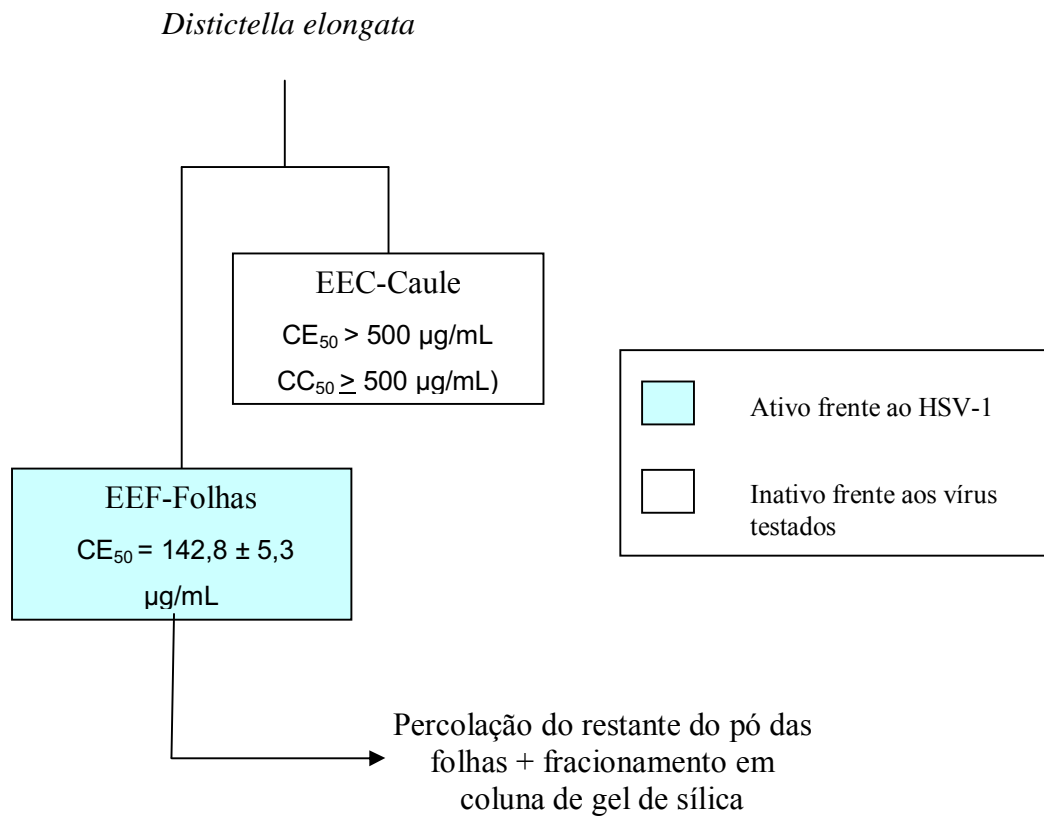 Distictella elongata
EEC-Caule
CE₅₀ > 500 µg/mL
CC₅₀ ≥ 500 µg/mL)
Ativo frente ao HSV-1
Inativo frente aos vírus
testados
EEF-Folhas
CE₅₀ = 142,8 ± 5,3
µg/mL
Percolação do restante do pó das
folhas + fracionamento em
coluna de gel de sílica